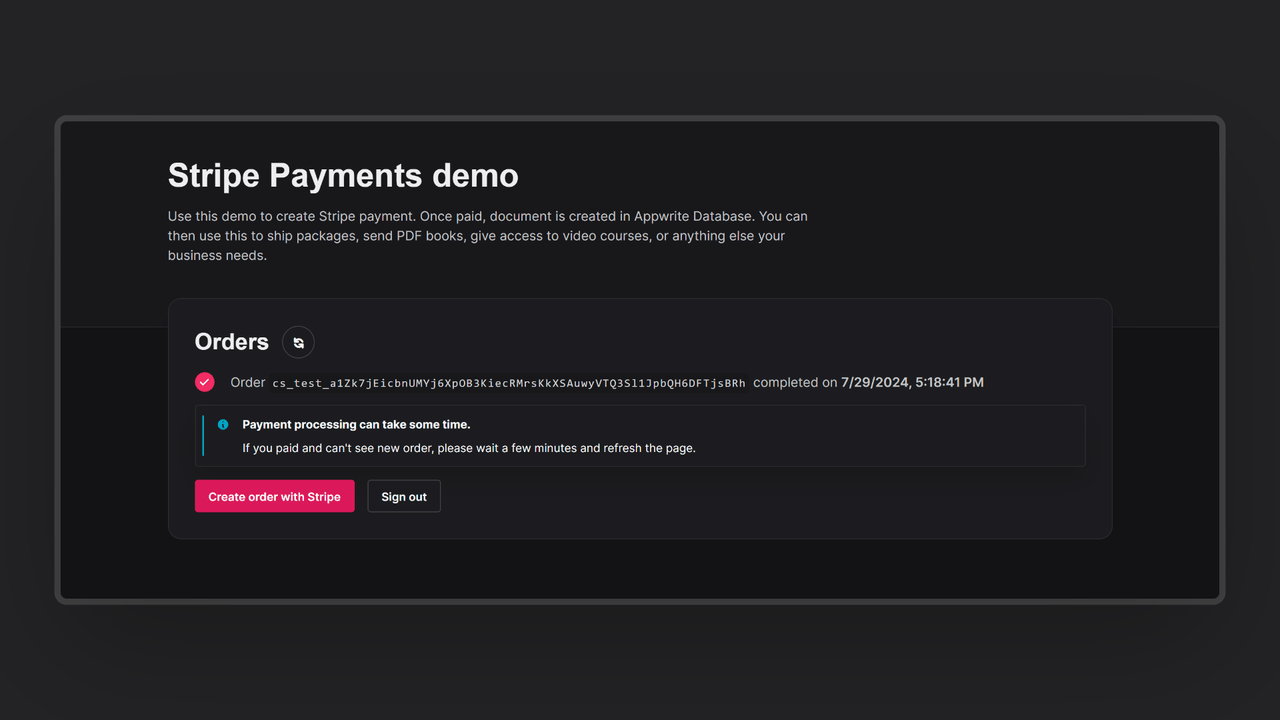 Stripe Payments demo
Use this demo to create Stripe payment. Once paid, document is created in Appwrite Database. You can
then use this to ship packages, send PDF books, give access to video courses, or anything else your
business needs.
Orders
Order cs_test_a1Zk7jEicbnUMYj6XpOB3KiecRMrsKkXSAuwyVTQ3Sl1JpbQH6DFTjsBRh completed on 7/29/2024, 5:18:41 PM
Payment processing can take some time.
If you paid and can't see new order, please wait a few minutes and refresh the page.
Create order with Stripe Sign out